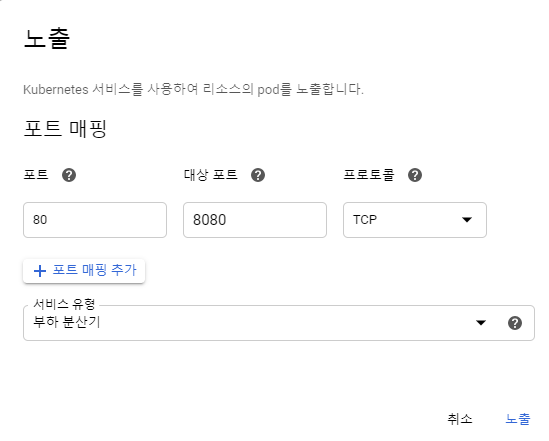 노출
Kubernetes 서비스를 사용하여 리소스의 pod를 노출합니다.
포트 매핑
포트 ? 대상 포트 ? 프로토콜 ?
80 8080 TCP
+ 포트 매핑 추가
서비스 유형
부하 분산기 ?
취소 노출